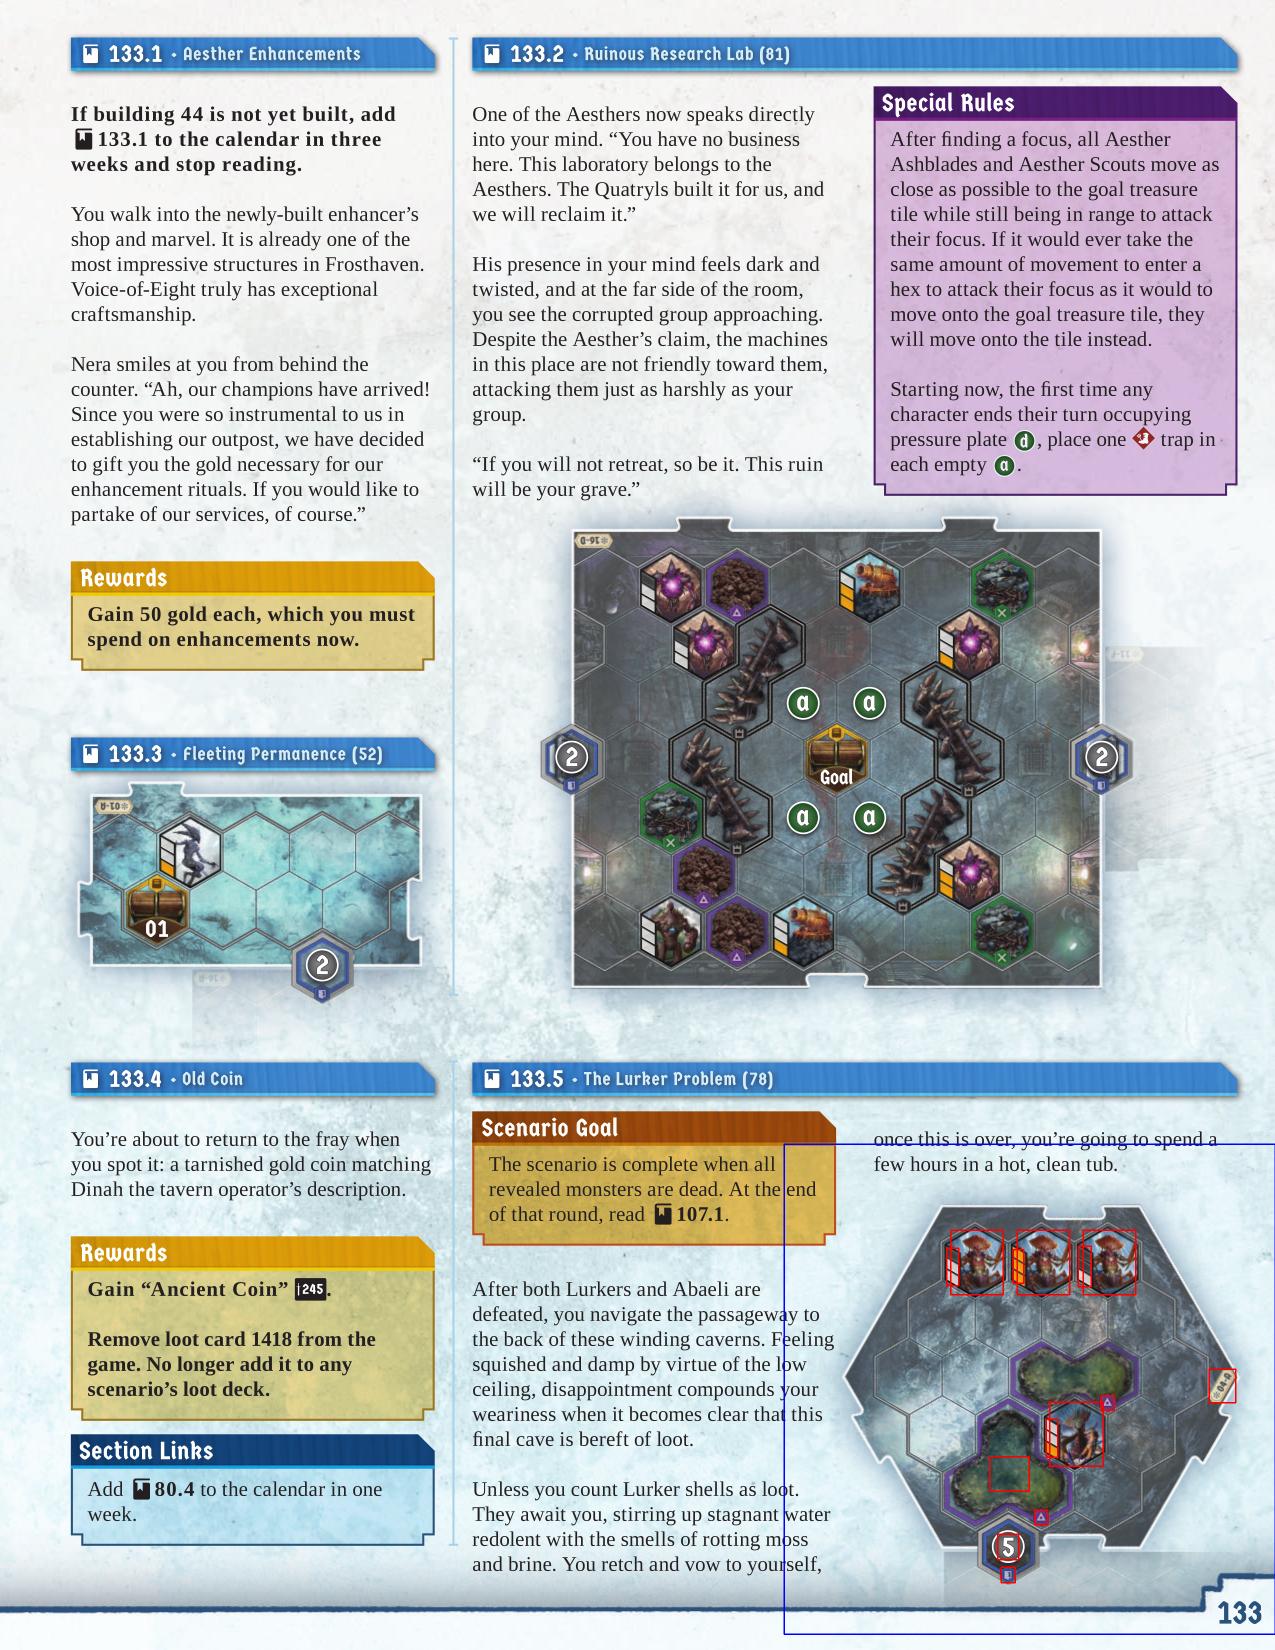 133.1 • Aesther Enhancements
If building 44 is not yet built, add
133.1 to the calendar in three
weeks and stop reading.
You walk into the newly-built enhancer’s
shop and marvel. It is already one of the
most impressive structures in Frosthaven.
Voice-of-Eight truly has exceptional
craftsmanship.
Nera smiles at you from behind the
counter. “Ah, our champions have arrived!
Since you were so instrumental to us in
establishing our outpost, we have decided
to gift you the gold necessary for our
enhancement rituals. If you would like to
partake of our services, of course.”
Rewards
Gain 50 gold each, which you must
spend on enhancements now.
133.2 • Ruinous Research Lab (81)
One of the Aesthers now speaks directly
into your mind. “You have no business
here. This laboratory belongs to the
Aesthers. The Quatryls built it for us, and
we will reclaim it.”
His presence in your mind feels dark and
twisted, and at the far side of the room,
you see the corrupted group approaching.
Despite the Aesther’s claim, the machines
in this place are not friendly toward them,
attacking them just as harshly as your
group.
“If you will not retreat, so be it. This ruin
will be your grave.”
Special Rules
After finding a focus, all Aesther
Ashblades and Aesther Scouts move as
close as possible to the goal treasure
tile while still being in range to attack
their focus. If it would ever take the
same amount of movement to enter a
hex to attack their focus as it would to
move onto the goal treasure tile, they
will move onto the tile instead.
Starting now, the first time any
character ends their turn occupying
pressure plate d, place one trap in
each empty a.
16-D
a a
2 Goal 2
a a
11-F
133.3 • Fleeting Permanence (52)
01-A
01
2
16-A
133.4 • Old Coin
You’re about to return to the fray when
you spot it: a tarnished gold coin matching
Dinah the tavern operator’s description.
Rewards
Gain “Ancient Coin” 245.
Remove loot card 1418 from the
game. No longer add it to any
scenario’s loot deck.
Section Links
Add 80.4 to the calendar in one
week.
133.5 • The Lurker Problem (78)
Scenario Goal
The scenario is complete when all
revealed monsters are dead. At the end
of that round, read 107.1.
After both Lurkers and Abaeli are
defeated, you navigate the passageway to
the back of these winding caverns. Feeling
squished and damp by virtue of the low
ceiling, disappointment compounds your
weariness when it becomes clear that this
final cave is bereft of loot.
Unless you count Lurker shells as loot.
They await you, stirring up stagnant water
redolent with the smells of rotting moss
and brine. You retch and vow to yourself,
once this is over, you’re going to spend a
few hours in a hot, clean tub.
04-A
5
133